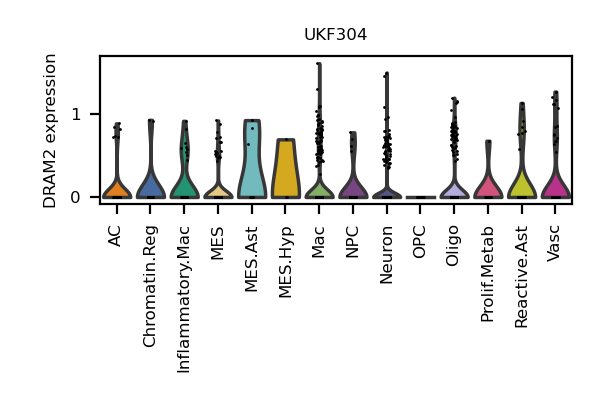 UKF304
DRAM2 expression
1
0
AC
Chromatin.Reg
Inflammatory.Mac
MES
MES.Ast
MES.Hyp
Mac
NPC
Neuron
OPC
Oligo
Prolif.Metab
Reactive.Ast
Vasc